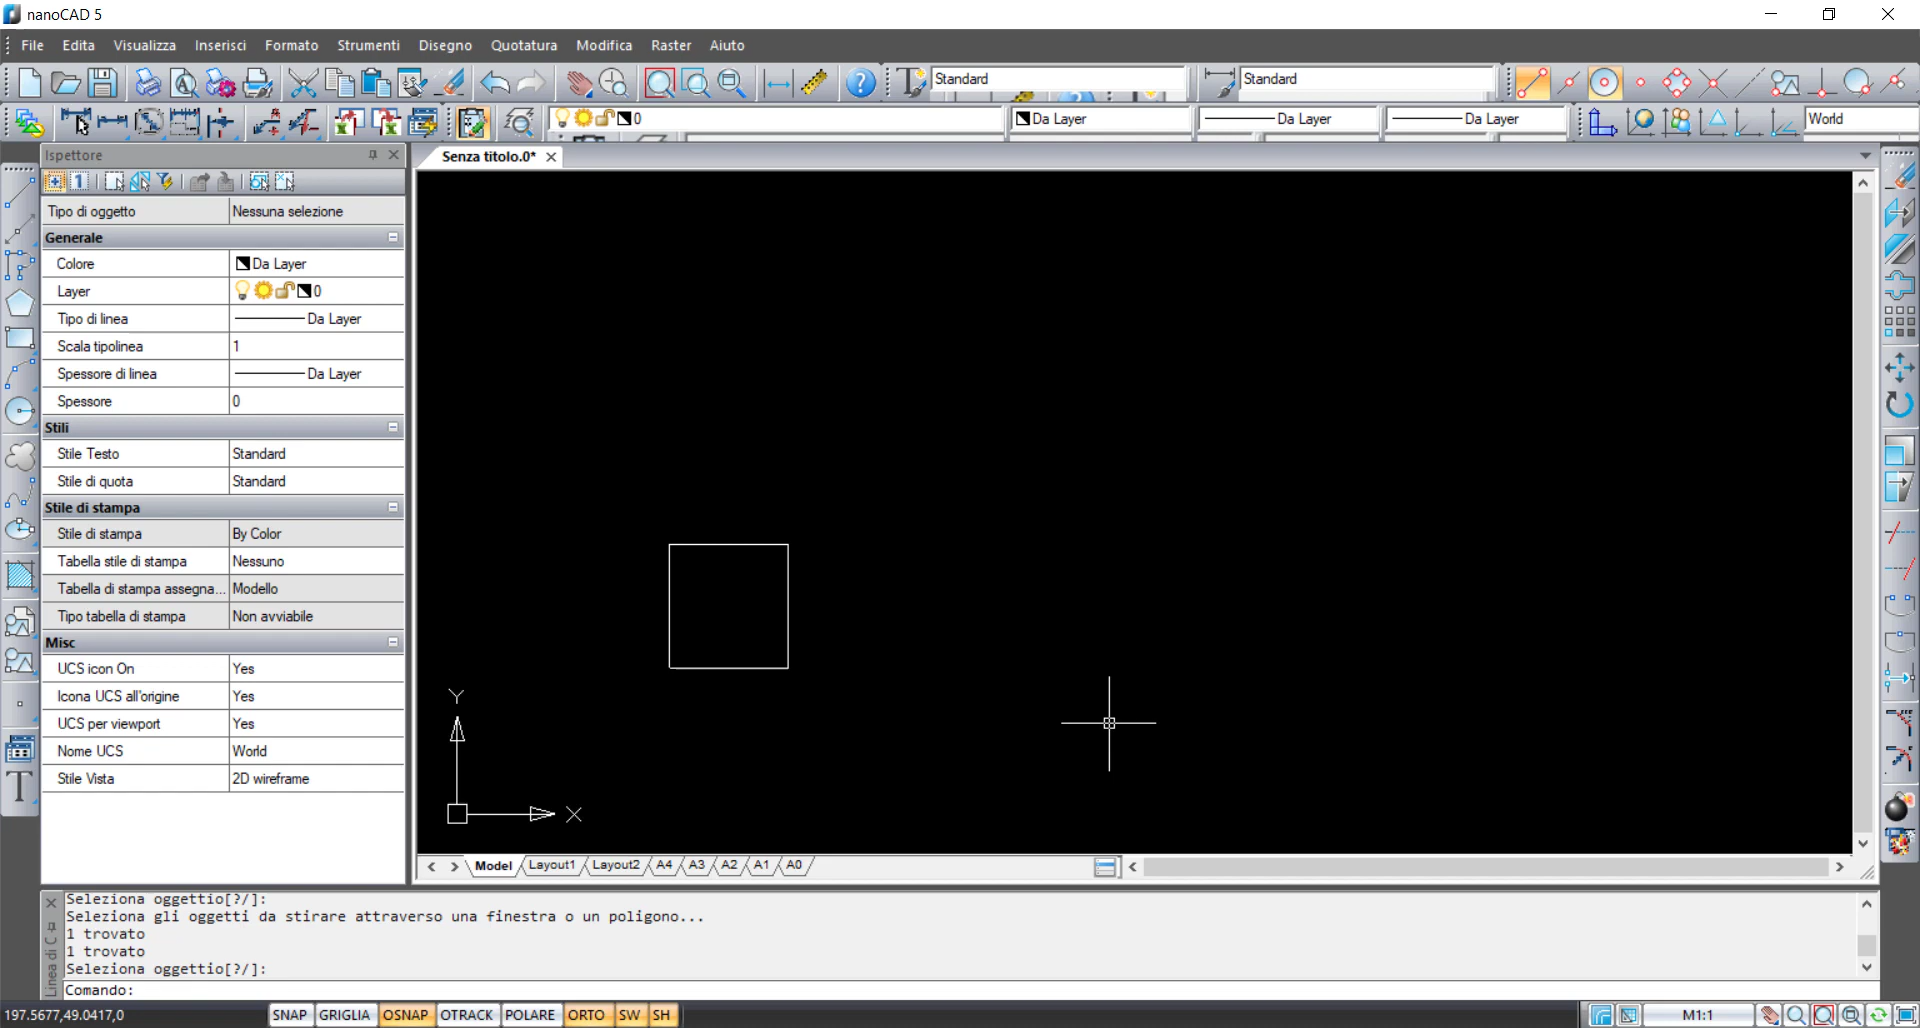 nanoCAD 5
File Edita Visualizza Inserisci Formato Strumenti Disegno Quotatura Modifica Raster Aiuto
Standard Standard
0 Da Layer Da Layer Da Layer World
Ispettore
Senza titolo.0*
1
Tipo di oggetto Nessuna selezione
Generale
Colore Da Layer
Layer 0
Tipo di linea Da Layer
Scala tipolinea 1
Spessore di linea Da Layer
Spessore 0
Stili
Stile Testo Standard
Stile di quota Standard
Stile di stampa
Stile di stampa By Color
Tabella stile di stampa Nessuno
Tabella di stampa assegna... Modello
Tipo tabella di stampa Non avviabile
Misc
UCS icon On Yes
Icona UCS all'origine Yes
UCS per viewport Yes
Nome UCS World
Stile Vista 2D wireframe
Y
X
Model Layout1 Layout2 A4 A3 A2 A1 A0
Linea di C
Seleziona oggettio[?/]:
Seleziona gli oggetti da stirare attraverso una finestra o un poligono...
1 trovato
1 trovato
Seleziona oggettio[?/]:
Comando:
197.5677,49.0417,0 SNAP GRIGLIA OSNAP OTRACK POLARE ORTO SW SH M1:1